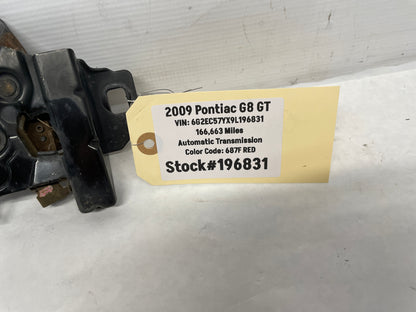 2009 Pontiac G8 GT
VIN: 6G2EC57YX9L196831
166,663 Miles
Automatic Transmission
Color Code: 687F RED
Stock#196831